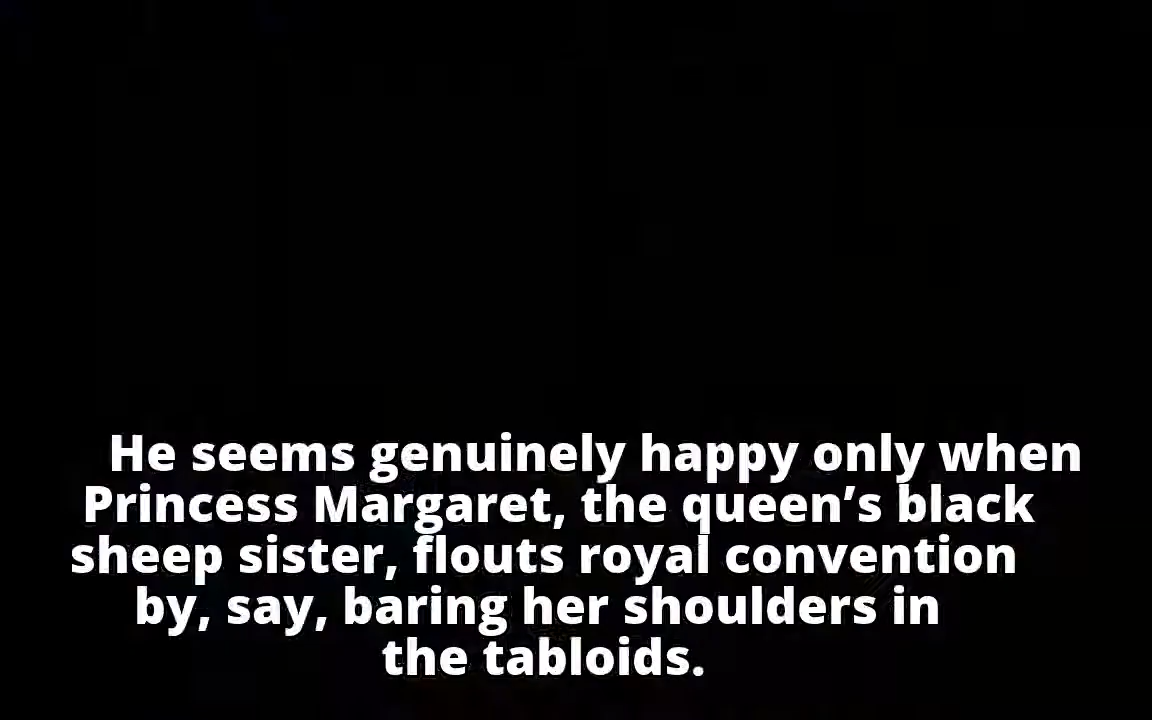 He seems genuinely happy only when
Princess Margaret, the queen’s black
sheep sister, flouts royal convention
by, say, baring her shoulders in
the tabloids.